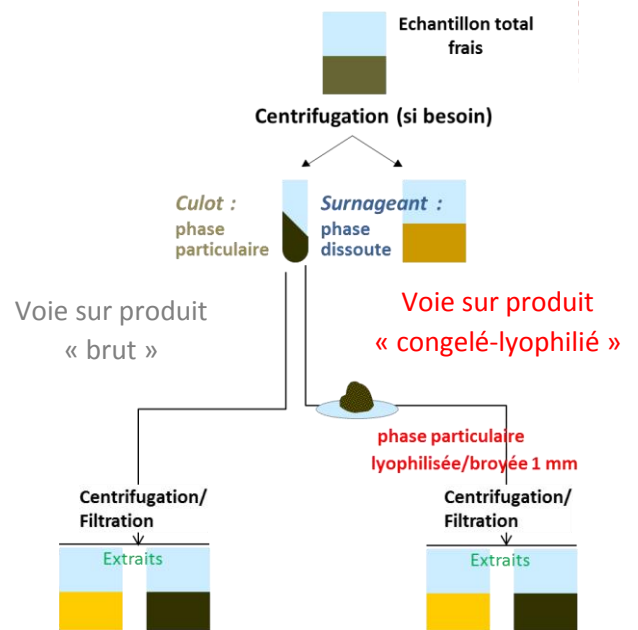 Echantillon total
frais
Centrifugation (si besoin)
Culot :
phase
particulaire
Surnageant :
phase
dissoute
Voie sur produit
« brut »
Voie sur produit
« congelé-lyophilié »
phase particulaire
lyophilisée/broyée 1 mm
Centrifugation/
Filtration
Extraits
Centrifugation/
Filtration
Extraits